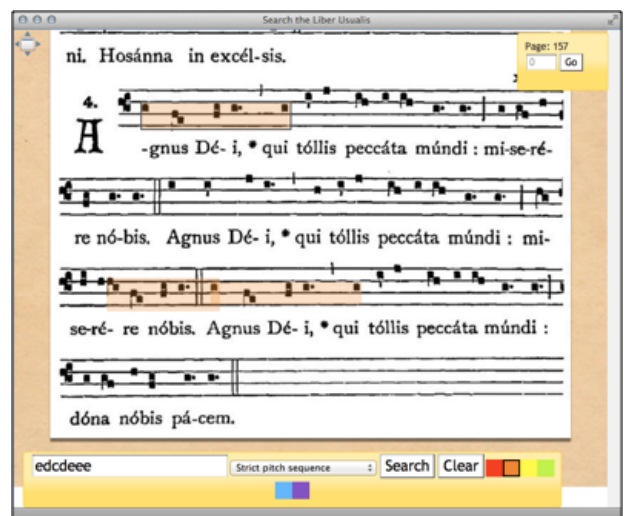 Search the Liber Usualis
Page: 157
0 Go
ni. Hosánna in excél-sis.
4.
A
-gnus Dé- i, * qui tóllis peccáta múndi : mi-se-ré-
re nó-bis. Agnus Dé- i, * qui tóllis peccáta múndi : mi-
se-ré- re nóbis. Agnus Dé- i, * qui tóllis peccáta múndi :
dóna nóbis pá-cem.
edcdeee Strict pitch sequence Search Clear